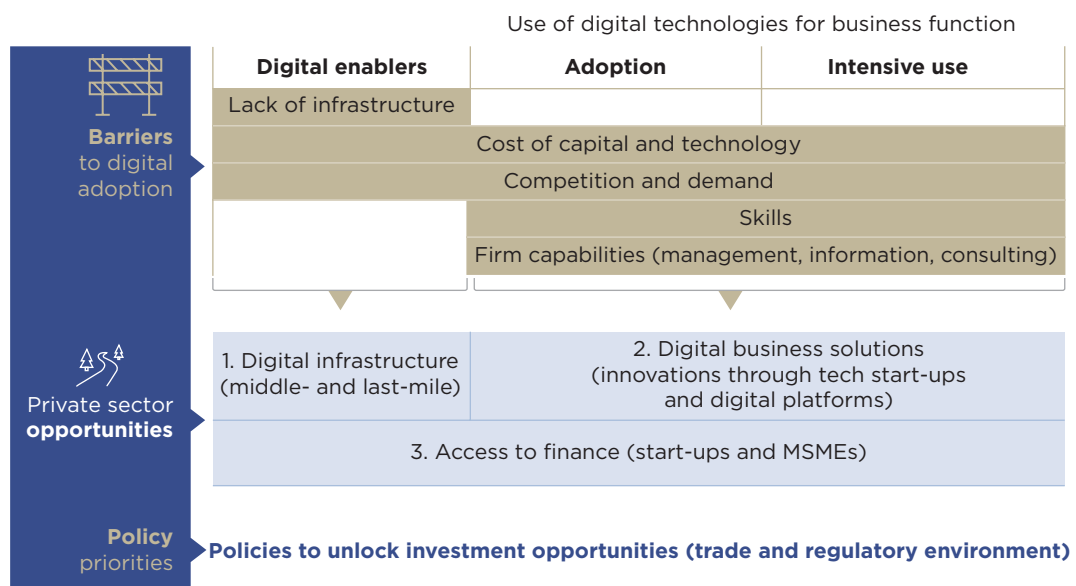 Use of digital technologies for business function
Digital enablers
Adoption
Intensive use
Barriers
to digital
adoption
Lack of infrastructure
Cost of capital and technology
Competition and demand
Skills
Firm capabilities (management, information, consulting)
Private sector
opportunities
1. Digital infrastructure
(middle- and last-mile)
2. Digital business solutions
(innovations through tech start-ups
and digital platforms)
3. Access to finance (start-ups and MSMEs)
Policy
priorities
Policies to unlock investment opportunities (trade and regulatory environment)